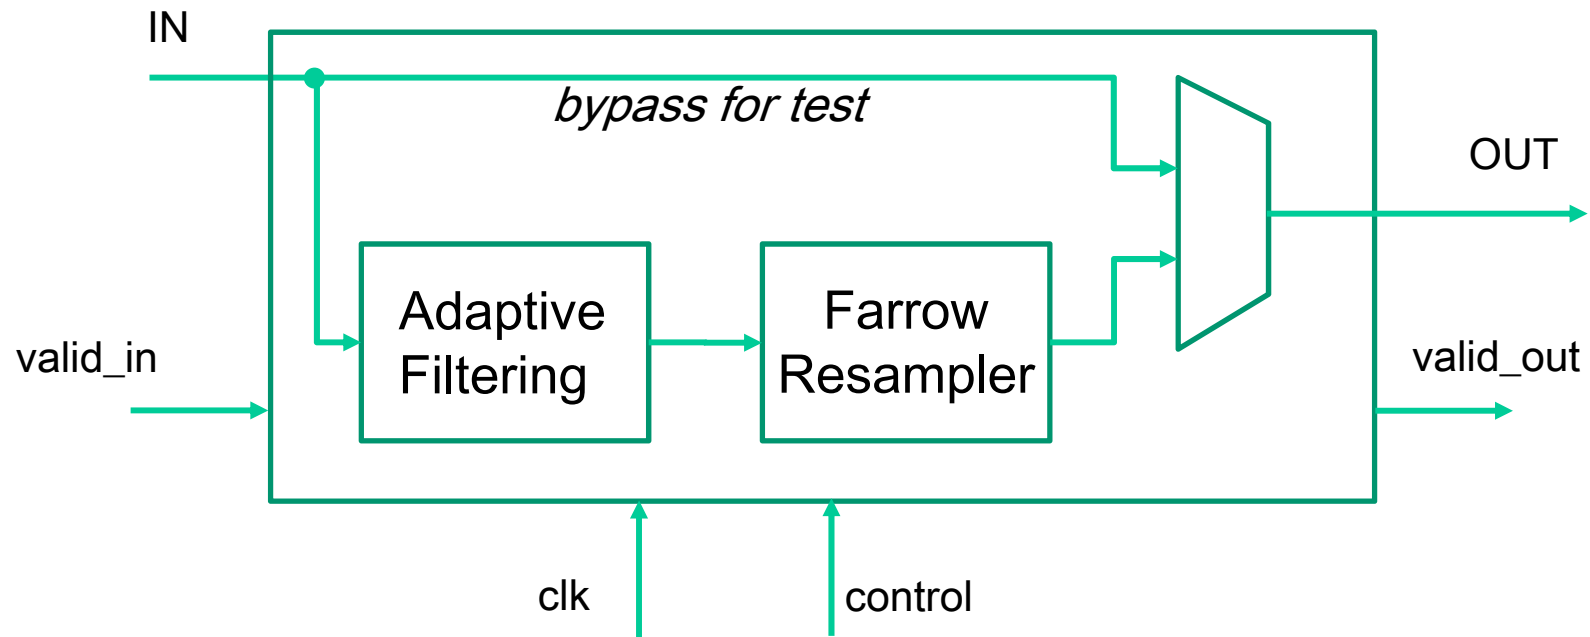 IN
bypass for test
OUT
Adaptive
Filtering
Farrow
Resampler
valid_in
valid_out
clk
control